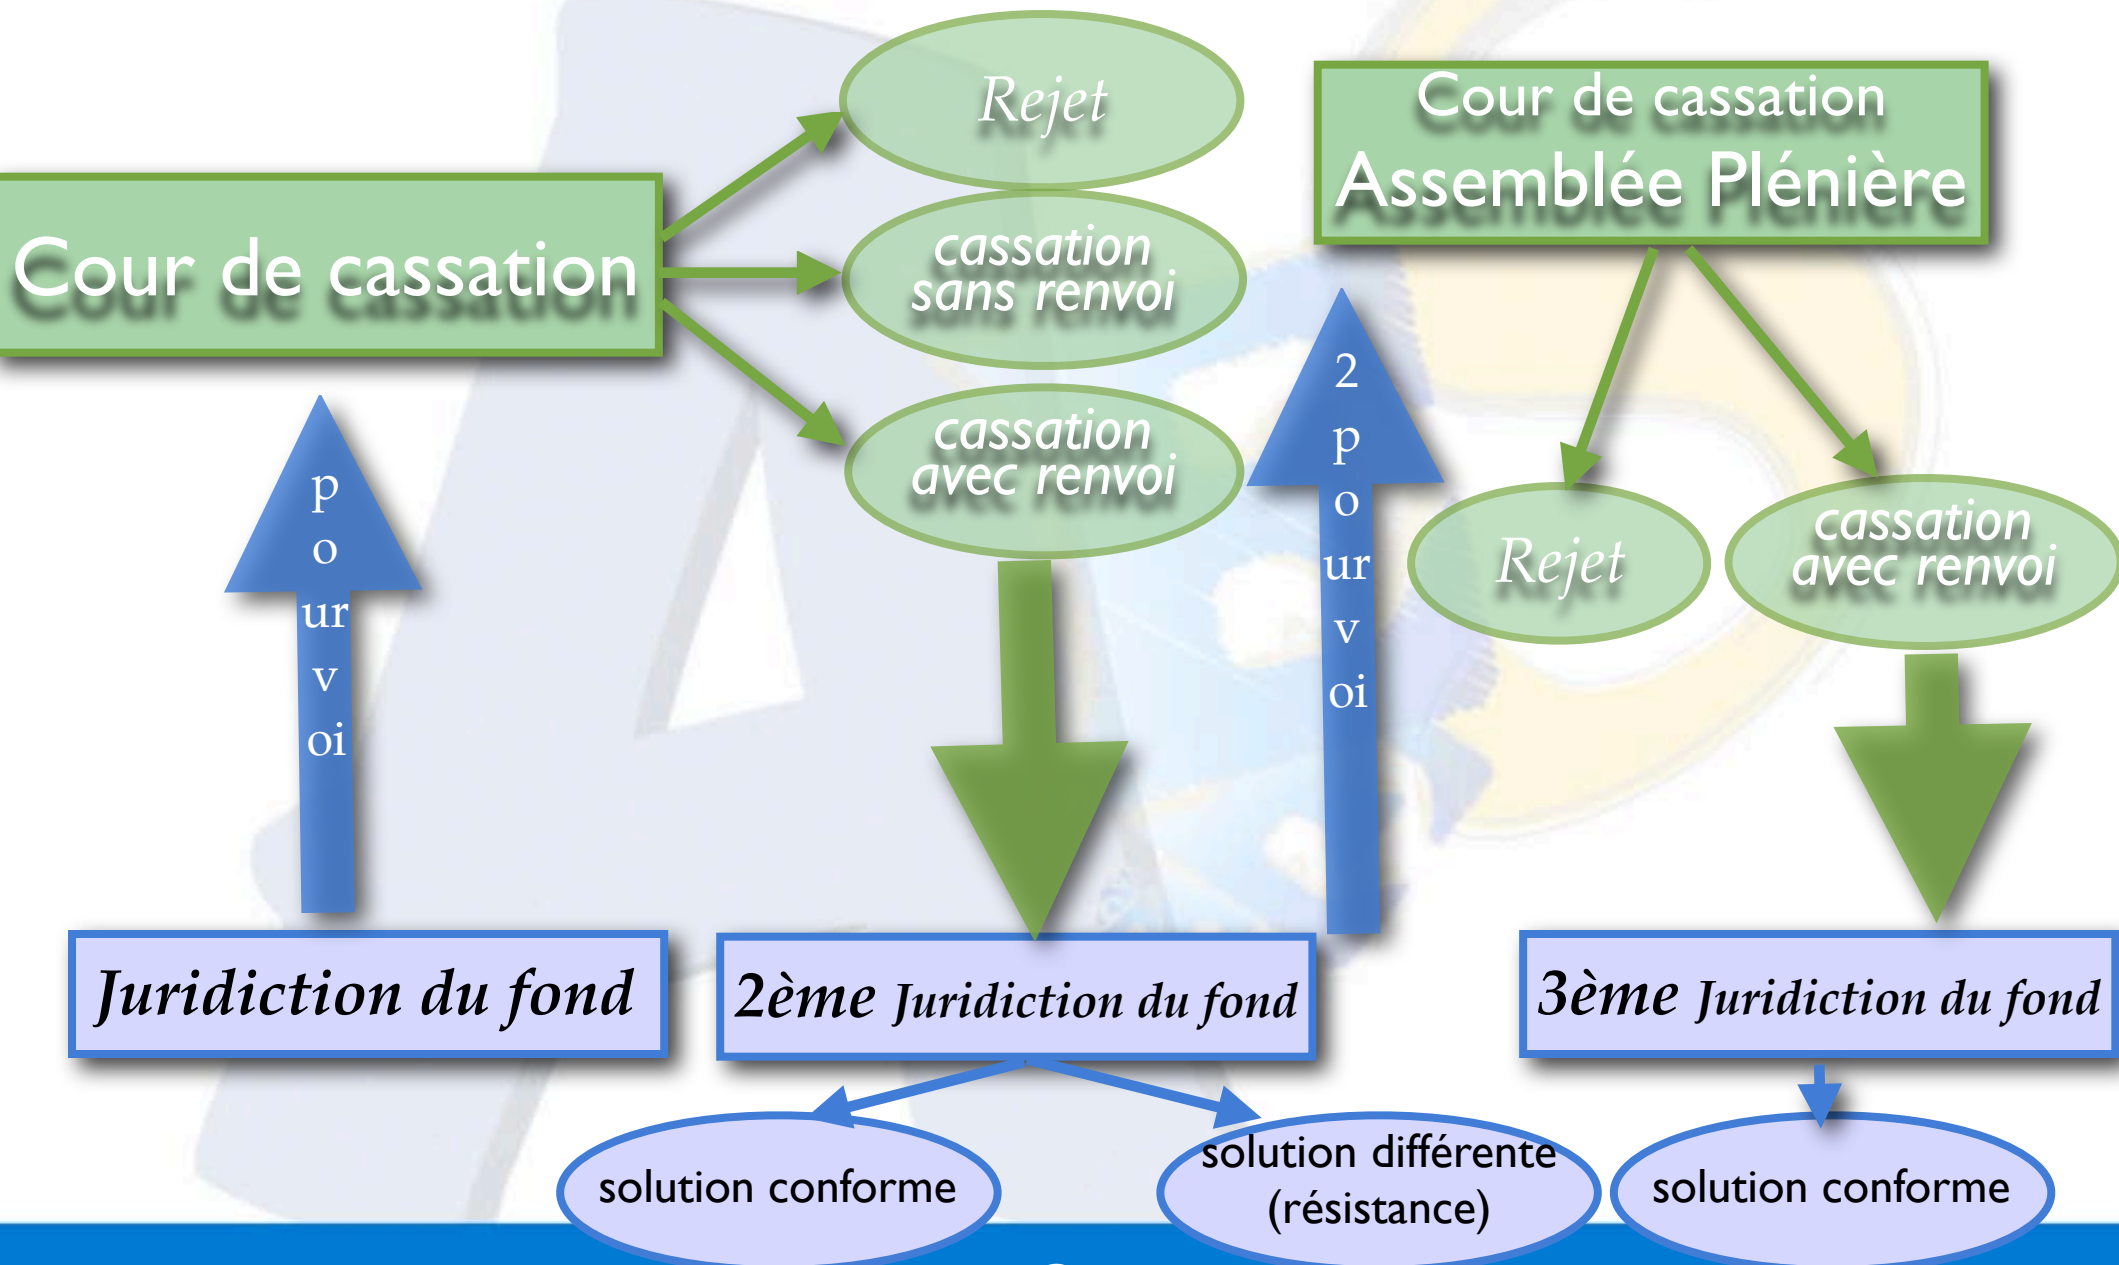 Rejet
Cour de cassation
Assemblée Plénière
Cour de cassation
cassation
sans renvoi
cassation
avec renvoi
p
o
ur
v
oi
2
p
o
ur
v
oi
Rejet
cassation
avec renvoi
Juridiction du fond
2ème Juridiction du fond
3ème Juridiction du fond
solution conforme
solution différente
(résistance)
solution conforme